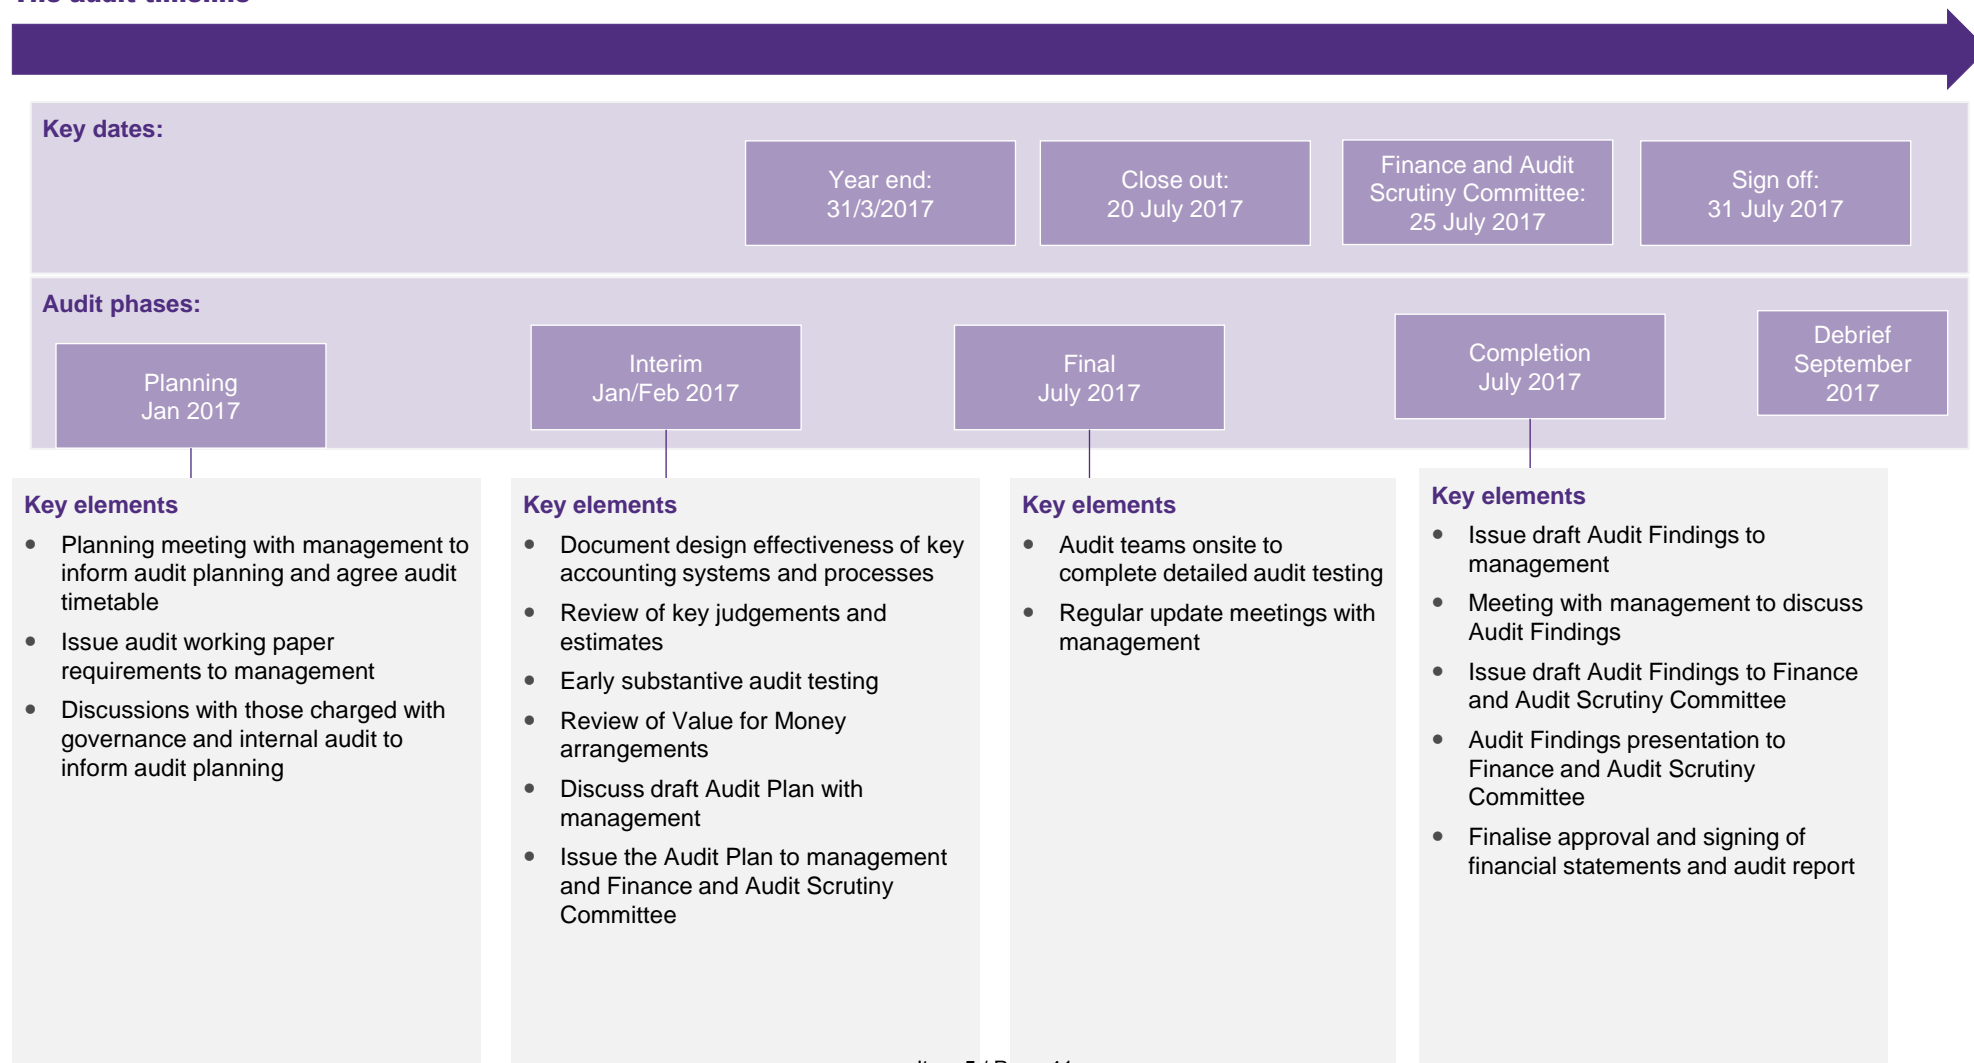 The audit timeline
Key dates:
Year end:
31/3/2017
Close out:
20 July 2017
Finance and Audit
Scrutiny Committee:
25 July 2017
Sign off:
31 July 2017
Audit phases:
Planning
Jan 2017
Interim
Jan/Feb 2017
Final
July 2017
Completion
July 2017
Debrief
September
2017
Key elements
• Planning meeting with management to
inform audit planning and agree audit
timetable
• Issue audit working paper
requirements to management
• Discussions with those charged with
governance and internal audit to
inform audit planning
Key elements
• Document design effectiveness of key
accounting systems and processes
• Review of key judgements and
estimates
• Early substantive audit testing
• Review of Value for Money
arrangements
• Discuss draft Audit Plan with
management
• Issue the Audit Plan to management
and Finance and Audit Scrutiny
Committee
Key elements
• Audit teams onsite to
complete detailed audit testing
• Regular update meetings with
management
Key elements
• Issue draft Audit Findings to
management
• Meeting with management to discuss
Audit Findings
• Issue draft Audit Findings to Finance
and Audit Scrutiny Committee
• Audit Findings presentation to
Finance and Audit Scrutiny
Committee
• Finalise approval and signing of
financial statements and audit report